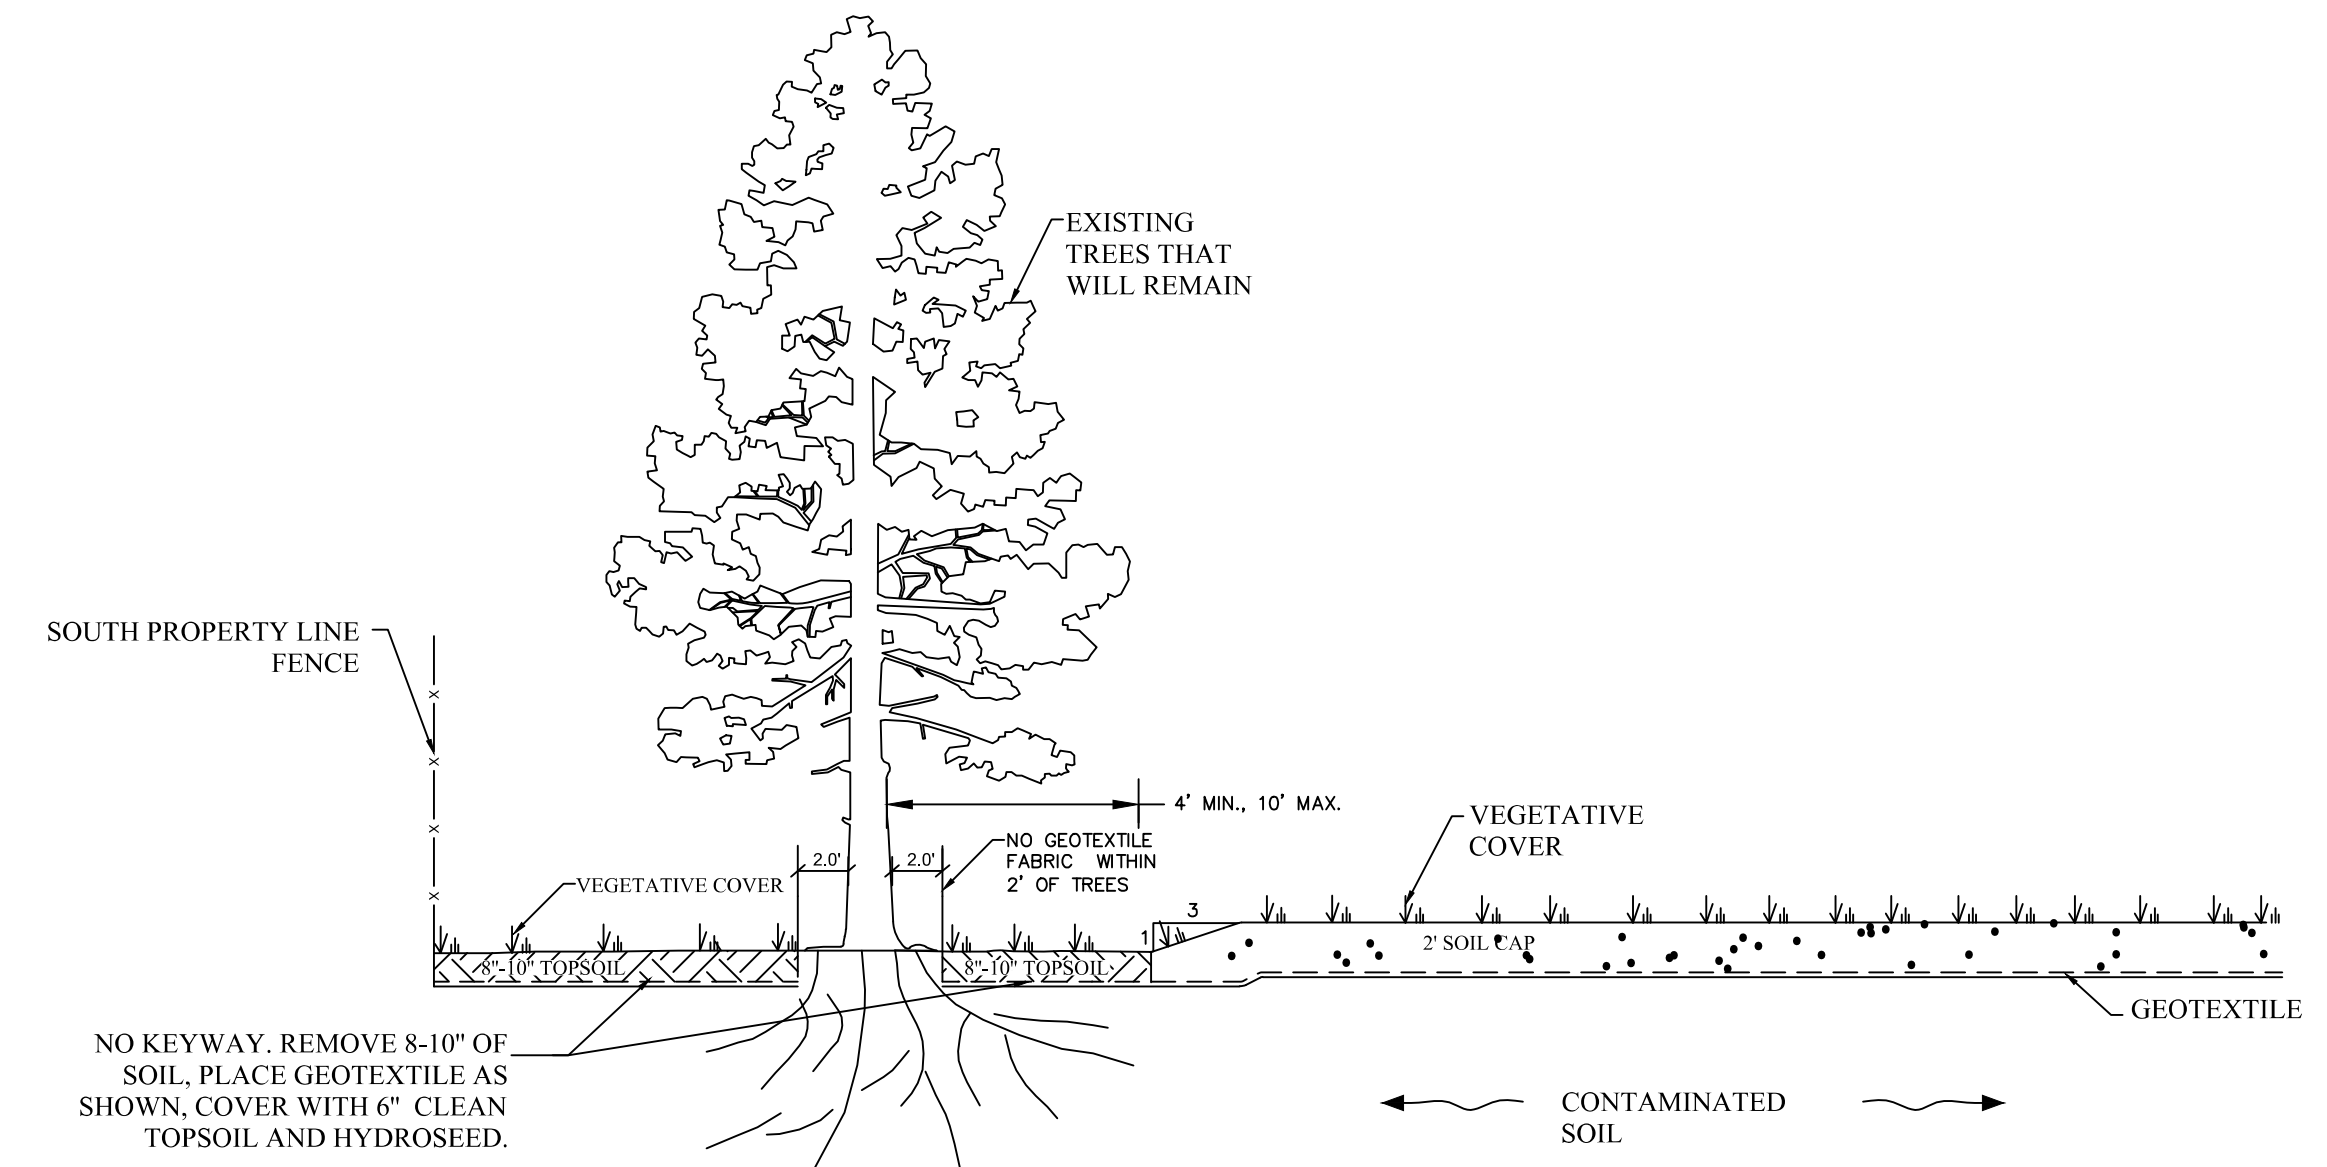 EXISTING
TREES THAT
WILL REMAIN
SOUTH PROPERTY LINE
FENCE
X
X
X
X
4' MIN., 10' MAX.
NO GEOTEXTILE
FABRIC WITHIN
2' OF TREES
2.0'
2.0'
VEGETATIVE COVER
VEGETATIVE
COVER
3
1
8"-10" TOPSOIL
8"-10" TOPSOIL
2' SOIL CAP
GEOTEXTILE
NO KEYWAY. REMOVE 8-10" OF
SOIL, PLACE GEOTEXTILE AS
SHOWN, COVER WITH 6" CLEAN
TOPSOIL AND HYDROSEED.
CONTAMINATED
SOIL